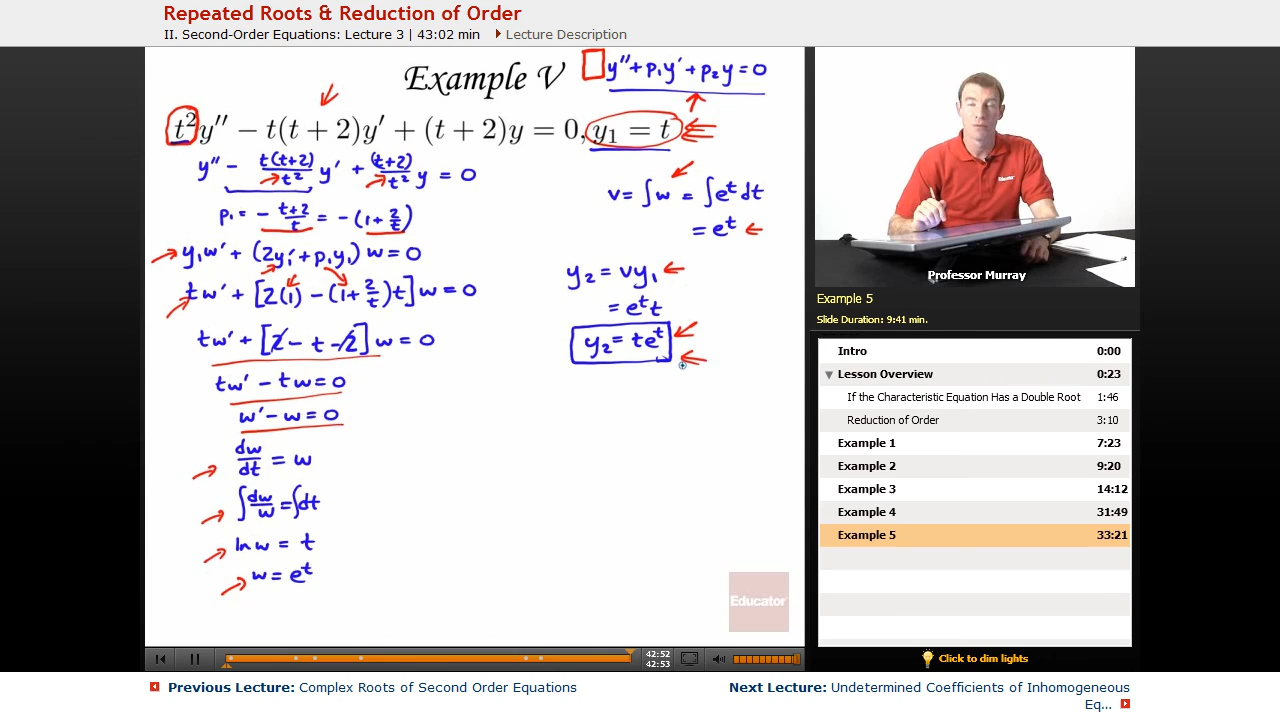 Repeated Roots & Reduction of Order
II. Second-Order Equations: Lecture 3 | 43:02 min
Lecture Description
Example V
y″ + p₁y′ + p₂y = 0
t²y″ − t(t + 2)y′ + (t + 2)y = 0, y₁ = t
y″ − t(t+2)/t² y′ + (t+2)/t² y = 0
p₁ = − t+2/t = −(1 + 2/t)
y₁w′ + (2y₁′ + p₁y₁) w = 0
tw′ + [2(1) − (1 + 2/t)t] w = 0
tw′ + [2 − t − 2] w = 0
tw′ − tw = 0
w′ − w = 0
dw/dt = w
∫ dw/w = ∫dt
ln w = t
w = eᵗ
v = ∫w = ∫eᵗ dt
= eᵗ
y₂ = vy₁
= eᵗt
y₂ = teᵗ
Educator
42:52
42:53
Educator
Professor Murray
Example 5
Slide Duration: 9:41 min.
Intro 0:00
Lesson Overview 0:23
If the Characteristic Equation Has a Double Root 1:46
Reduction of Order 3:10
Example 1 7:23
Example 2 9:20
Example 3 14:12
Example 4 31:49
Example 5 33:21
Click to dim lights
Previous Lecture: Complex Roots of Second Order Equations
Next Lecture: Undetermined Coefficients of Inhomogeneous
Eq...